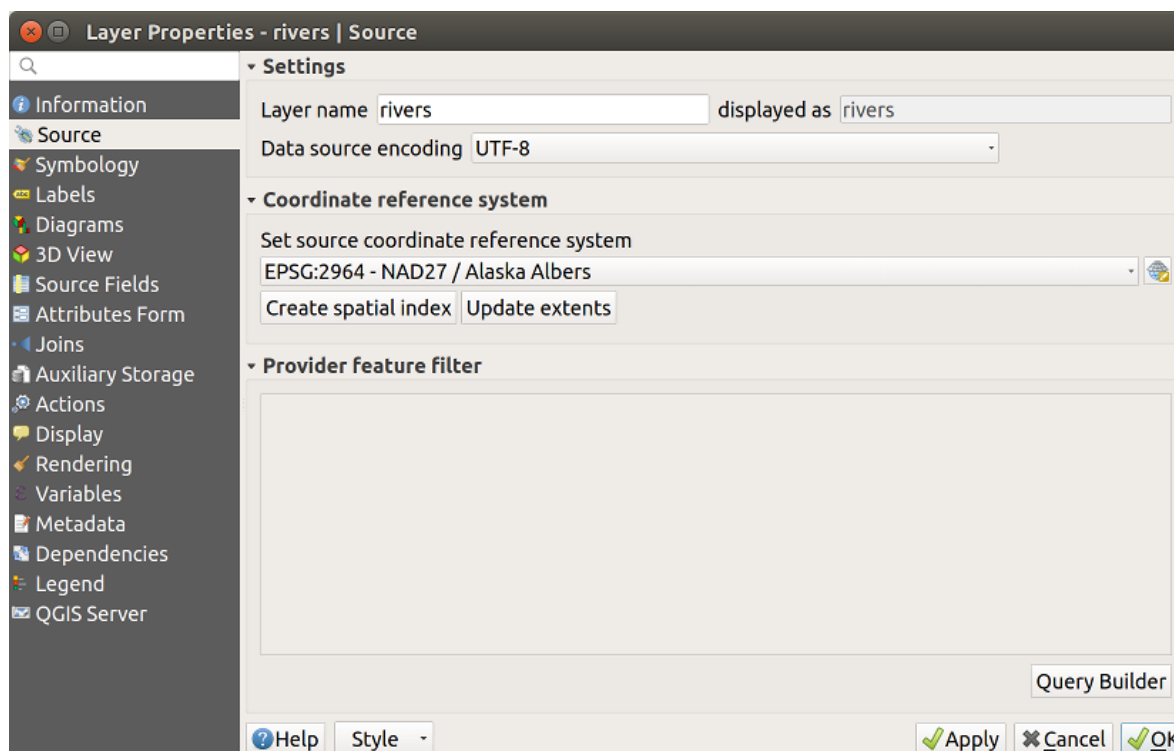 Layer Properties - rivers | Source
Information
Source
Symbology
Labels
Diagrams
3D View
Source Fields
Attributes Form
Joins
Auxiliary Storage
Actions
Display
Rendering
Variables
Metadata
Dependencies
Legend
QGIS Server
Settings
Layer name rivers displayed as rivers
Data source encoding UTF-8
Coordinate reference system
Set source coordinate reference system
EPSG:2964 - NAD27 / Alaska Albers
Create spatial index Update extents
Provider feature filter
Query Builder
Help Style Apply Cancel OK